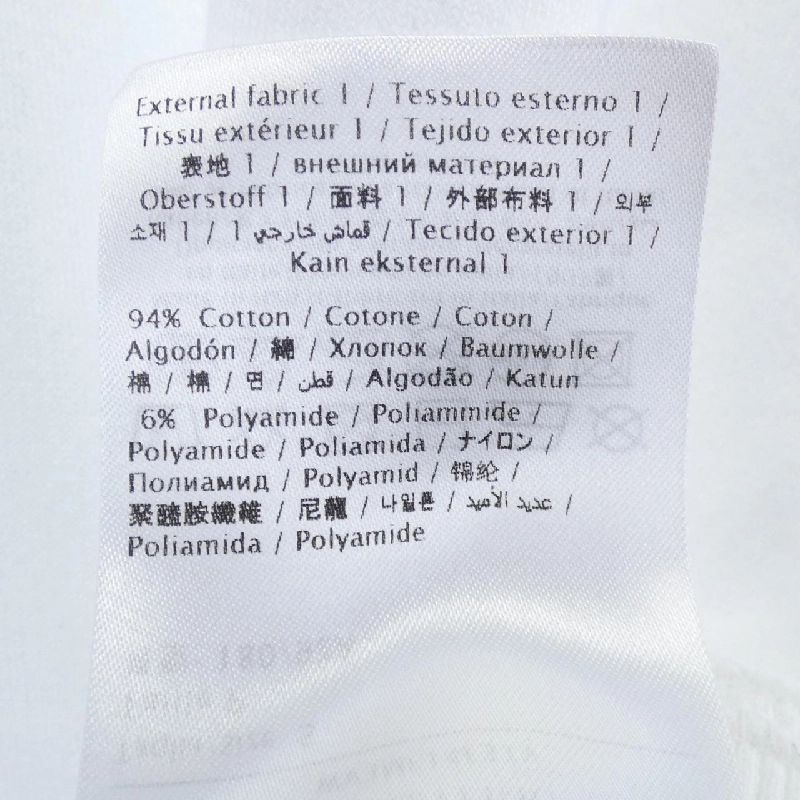 External fabric 1 / Tessuto esterno 1 /
Tissu extérieur 1 / Tejido exterior 1 /
表地 1 / внешний материал 1 /
Oberstoff 1 / 面料 1 / 外部布料 1 / 외부
소재 1 / 1 قماش خارجي / Tecido exterior 1 /
Kain eksternal 1
94% Cotton / Cotone / Coton /
Algodón / 綿 / Хлопок / Baumwolle /
棉 / 棉 / 면 / قطن / Algodão / Katun
6% Polyamide / Poliammide /
Polyamide / Poliamida / ナイロン /
Полиамид / Polyamid / 锦纶 /
聚醯胺纖維 / 尼龍 / 나일론 / عديد الأميد /
Poliamida / Polyamide